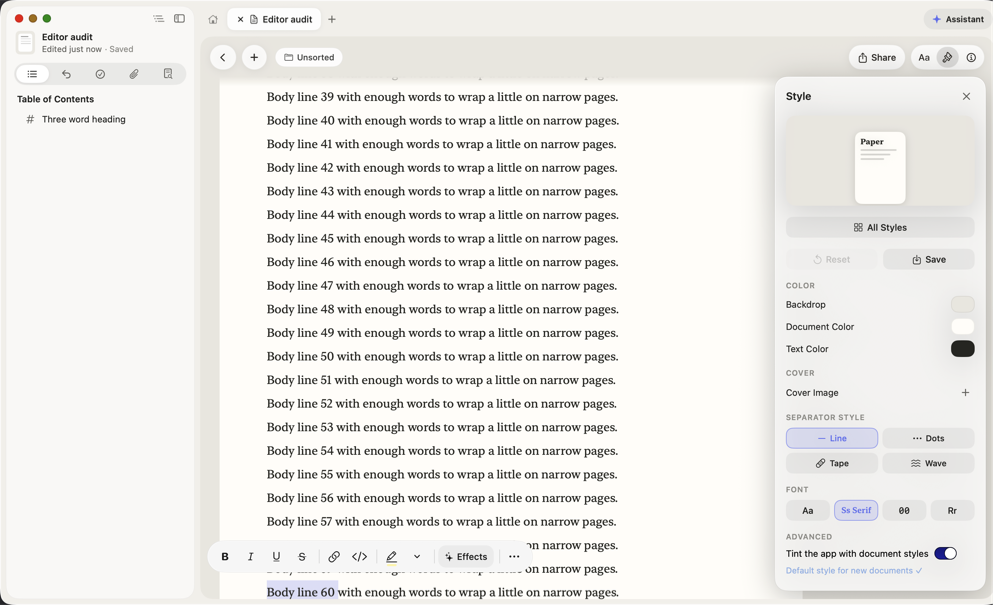 Editor audit
Edited just now · Saved
Table of Contents
# Three word heading
Editor audit
Assistant
Unsorted
Share
Aa
Body line 39 with enough words to wrap a little on narrow pages.
Body line 40 with enough words to wrap a little on narrow pages.
Body line 41 with enough words to wrap a little on narrow pages.
Body line 42 with enough words to wrap a little on narrow pages.
Body line 43 with enough words to wrap a little on narrow pages.
Body line 44 with enough words to wrap a little on narrow pages.
Body line 45 with enough words to wrap a little on narrow pages.
Body line 46 with enough words to wrap a little on narrow pages.
Body line 47 with enough words to wrap a little on narrow pages.
Body line 48 with enough words to wrap a little on narrow pages.
Body line 49 with enough words to wrap a little on narrow pages.
Body line 50 with enough words to wrap a little on narrow pages.
Body line 51 with enough words to wrap a little on narrow pages.
Body line 52 with enough words to wrap a little on narrow pages.
Body line 53 with enough words to wrap a little on narrow pages.
Body line 54 with enough words to wrap a little on narrow pages.
Body line 55 with enough words to wrap a little on narrow pages.
Body line 56 with enough words to wrap a little on narrow pages.
Body line 57 with enough words to wrap a little on narrow pages.
on narrow pages.
B I U S </> Effects
on narrow pages.
Body line 60 with enough words to wrap a little on narrow pages.
Style
Paper
All Styles
Reset Save
COLOR
Backdrop
Document Color
Text Color
COVER
Cover Image
SEPARATOR STYLE
Line Dots
Tape Wave
FONT
Aa Ss Serif 00 Rr
ADVANCED
Tint the app with document styles
Default style for new documents ✓